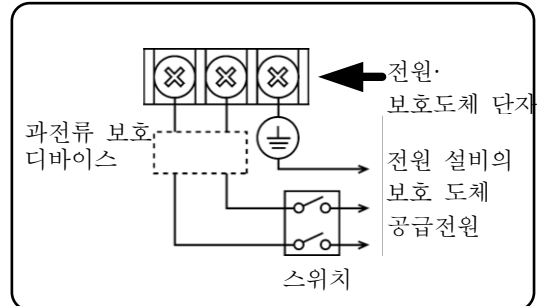 전원·
보호도체 단자
과전류 보호
디바이스
전원 설비의
보호 도체
공급전원
스위치